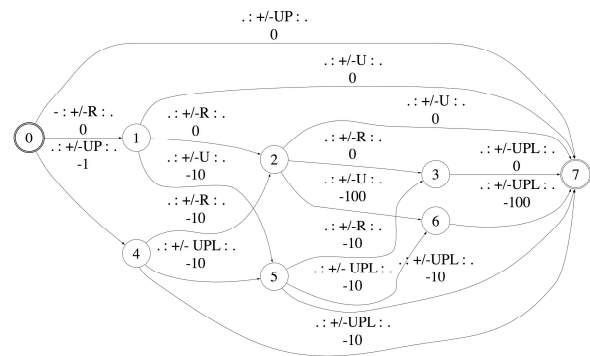 . : +/-UP : .
0
. : +/-U : .
0
- : +/-R : .
0
. : +/-R : .
0
. : +/-U : .
0
0
1
. : +/-UP : .
-1
. : +/-U : .
-10
2
. : +/-R : .
0
3
. : +/-UPL : .
0
7
. : +/-R : .
-10
. : +/-U : .
-100
. : +/-UPL : .
-100
6
4
. : +/- UPL : .
-10
5
. : +/-R : .
-10
. : +/- UPL : .
-10
. : +/-UPL : .
-10
. : +/-UPL : .
-10